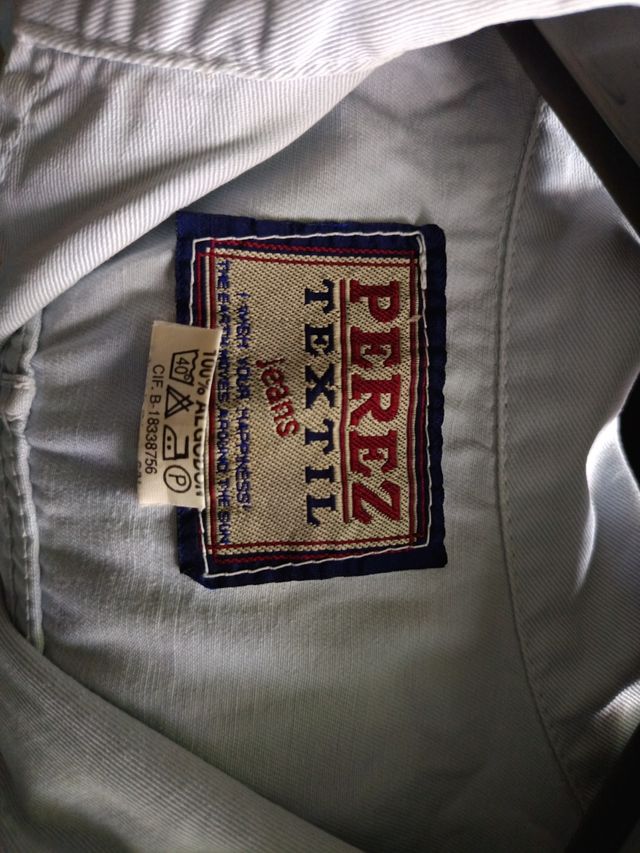 PEREZ
TEXTIL
jeans
I WISH YOUR HAPPINESS!
THE EARTH MOVES AROUND THE SUN
100% ALGODON
40
P
CIF. B-18338756